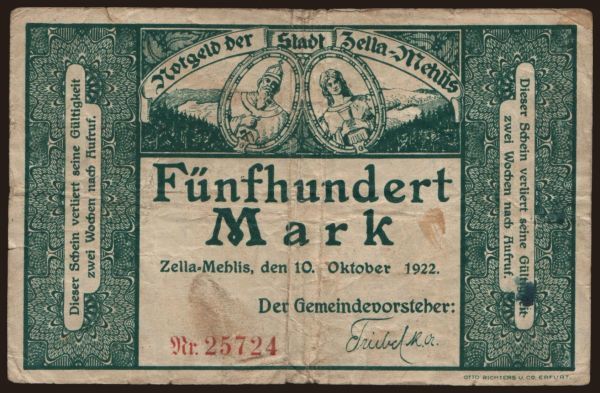 Notgeld der Stadt Zella-Mehlis
Dieser Schein verliert seine Gültigkeit
zwei Wochen nach Aufruf.
Fünfhundert
Mark
Zella-Mehlis, den 10. Oktober 1922.
Der Gemeindevorsteher:
Nr. 25724
Dieser Schein verliert seine Gültigkeit
zwei Wochen nach Aufruf.
OTTO RICHTERS U. CO. ERFURT.